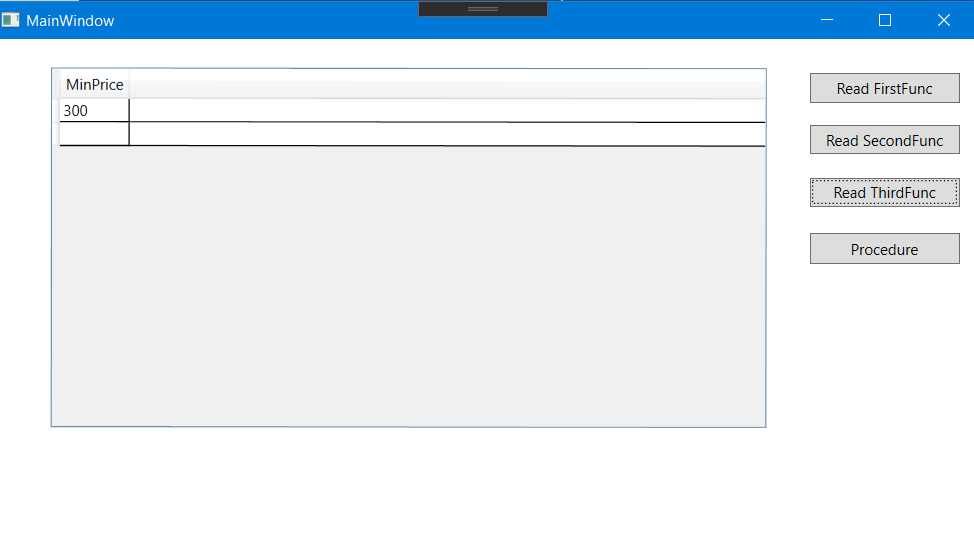 MainWindow
MinPrice
300
Read FirstFunc
Read SecondFunc
Read ThirdFunc
Procedure